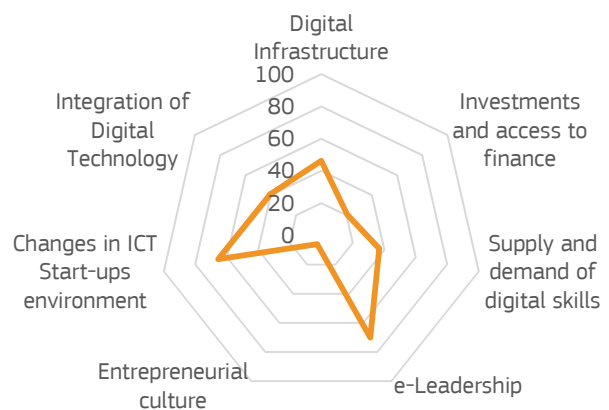 Digital
Infrastructure
100
80
60
40
20
0
Investments
and access to
finance
Supply and
demand of
digital skills
e-Leadership
Entrepreneurial
culture
Changes in ICT
Start-ups
environment
Integration of
Digital
Technology